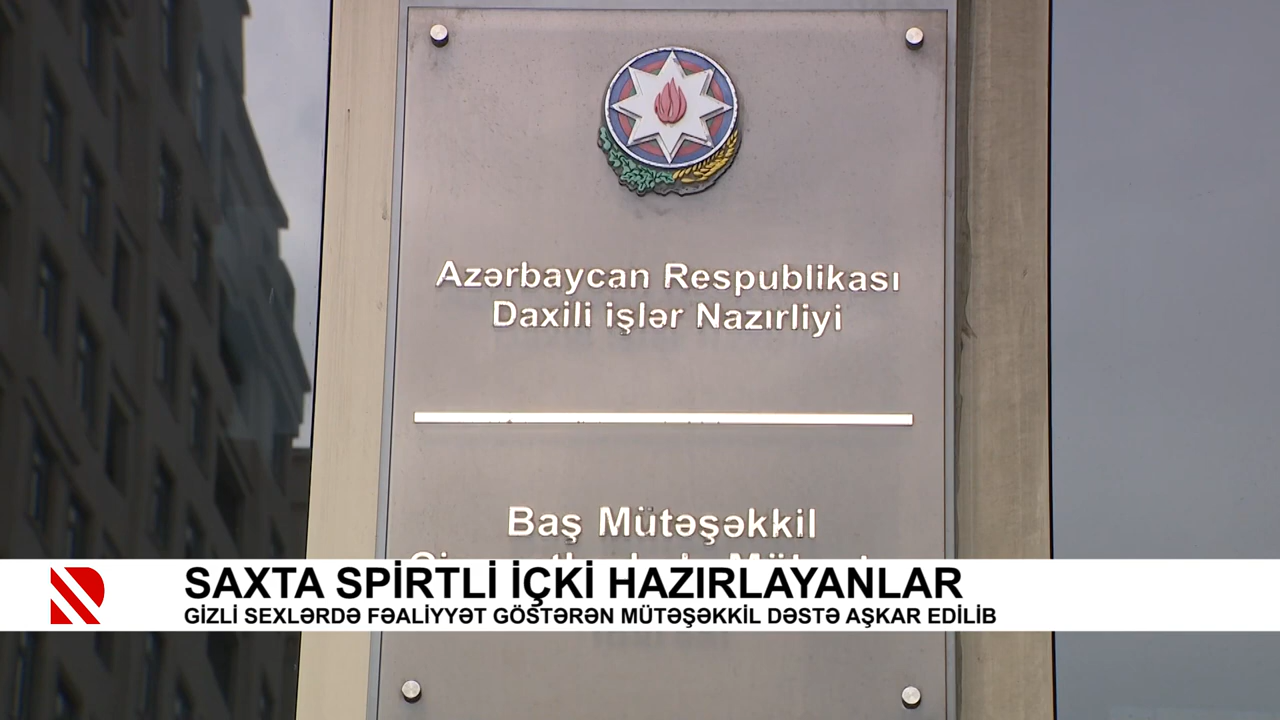 Azərbaycan Respublikası
Daxili işlər Nazırliyi
Baş Mütəşəkkil
SAXTA SPİRTLİ İÇKİ HAZIRLAYANLAR
GİZLİ SEXLƏRDƏ FƏALİYYƏT GÖSTƏRƏN MÜTƏŞƏKKİL DƏSTƏ AŞKAR EDİLİB